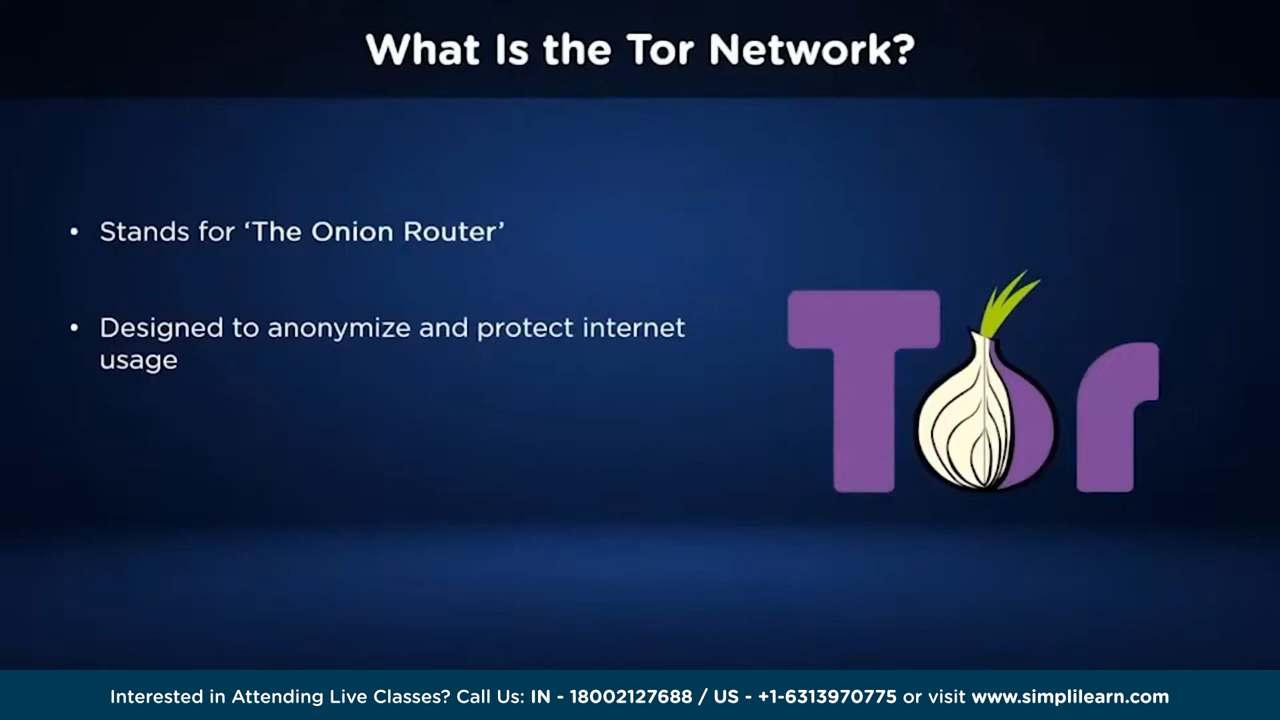 What Is the Tor Network?
• Stands for ‘The Onion Router’
• Designed to anonymize and protect internet
usage
Tor
Interested in Attending Live Classes? Call Us: IN - 18002127688 / US - +1-6313970775 or visit www.simplilearn.com